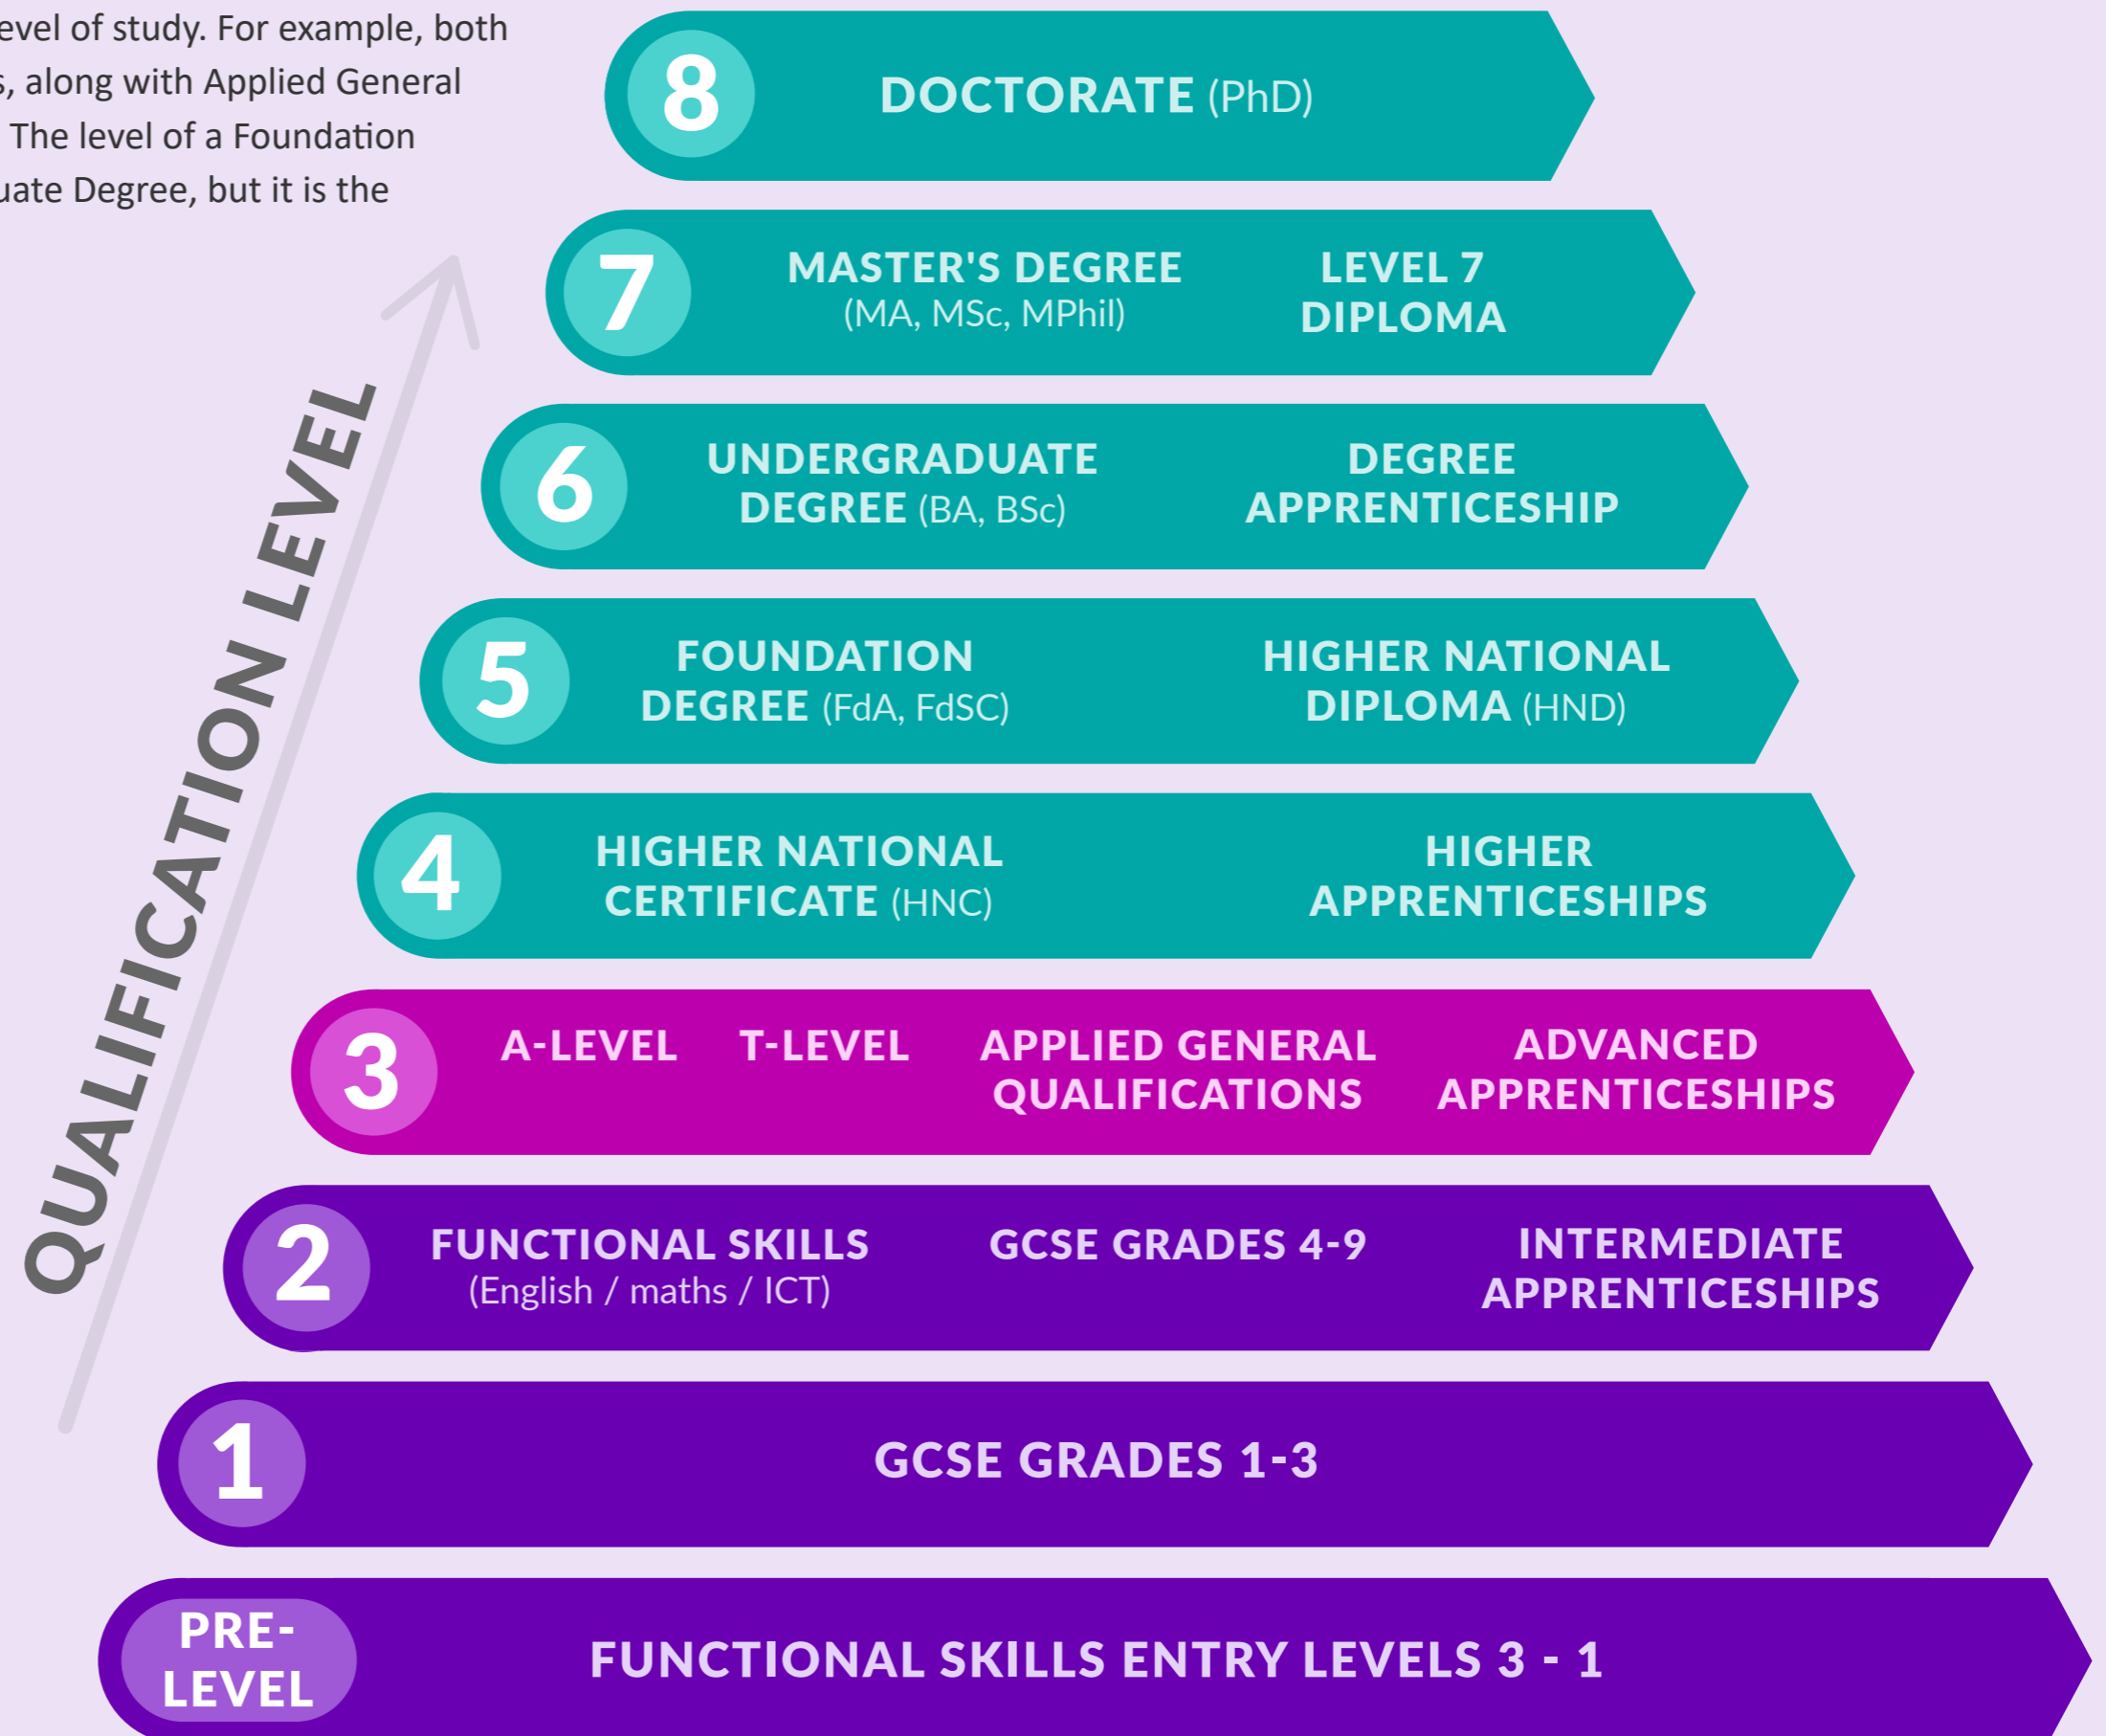 evel of study. For example, both
s, along with Applied General
The level of a Foundation
uate Degree, but it is the
QUALIFICATION LEVEL
8
DOCTORATE (PhD)
7
MASTER'S DEGREE
(MA, MSc, MPhil)
LEVEL 7
DIPLOMA
6
UNDERGRADUATE
DEGREE (BA, BSc)
DEGREE
APPRENTICESHIP
5
FOUNDATION
DEGREE (FdA, FdSC)
HIGHER NATIONAL
DIPLOMA (HND)
4
HIGHER NATIONAL
CERTIFICATE (HNC)
HIGHER
APPRENTICESHIPS
3
A-LEVEL
T-LEVEL
APPLIED GENERAL
QUALIFICATIONS
ADVANCED
APPRENTICESHIPS
2
FUNCTIONAL SKILLS
(English / maths / ICT)
GCSE GRADES 4-9
INTERMEDIATE
APPRENTICESHIPS
1
GCSE GRADES 1-3
PRE-
LEVEL
FUNCTIONAL SKILLS ENTRY LEVELS 3 - 1